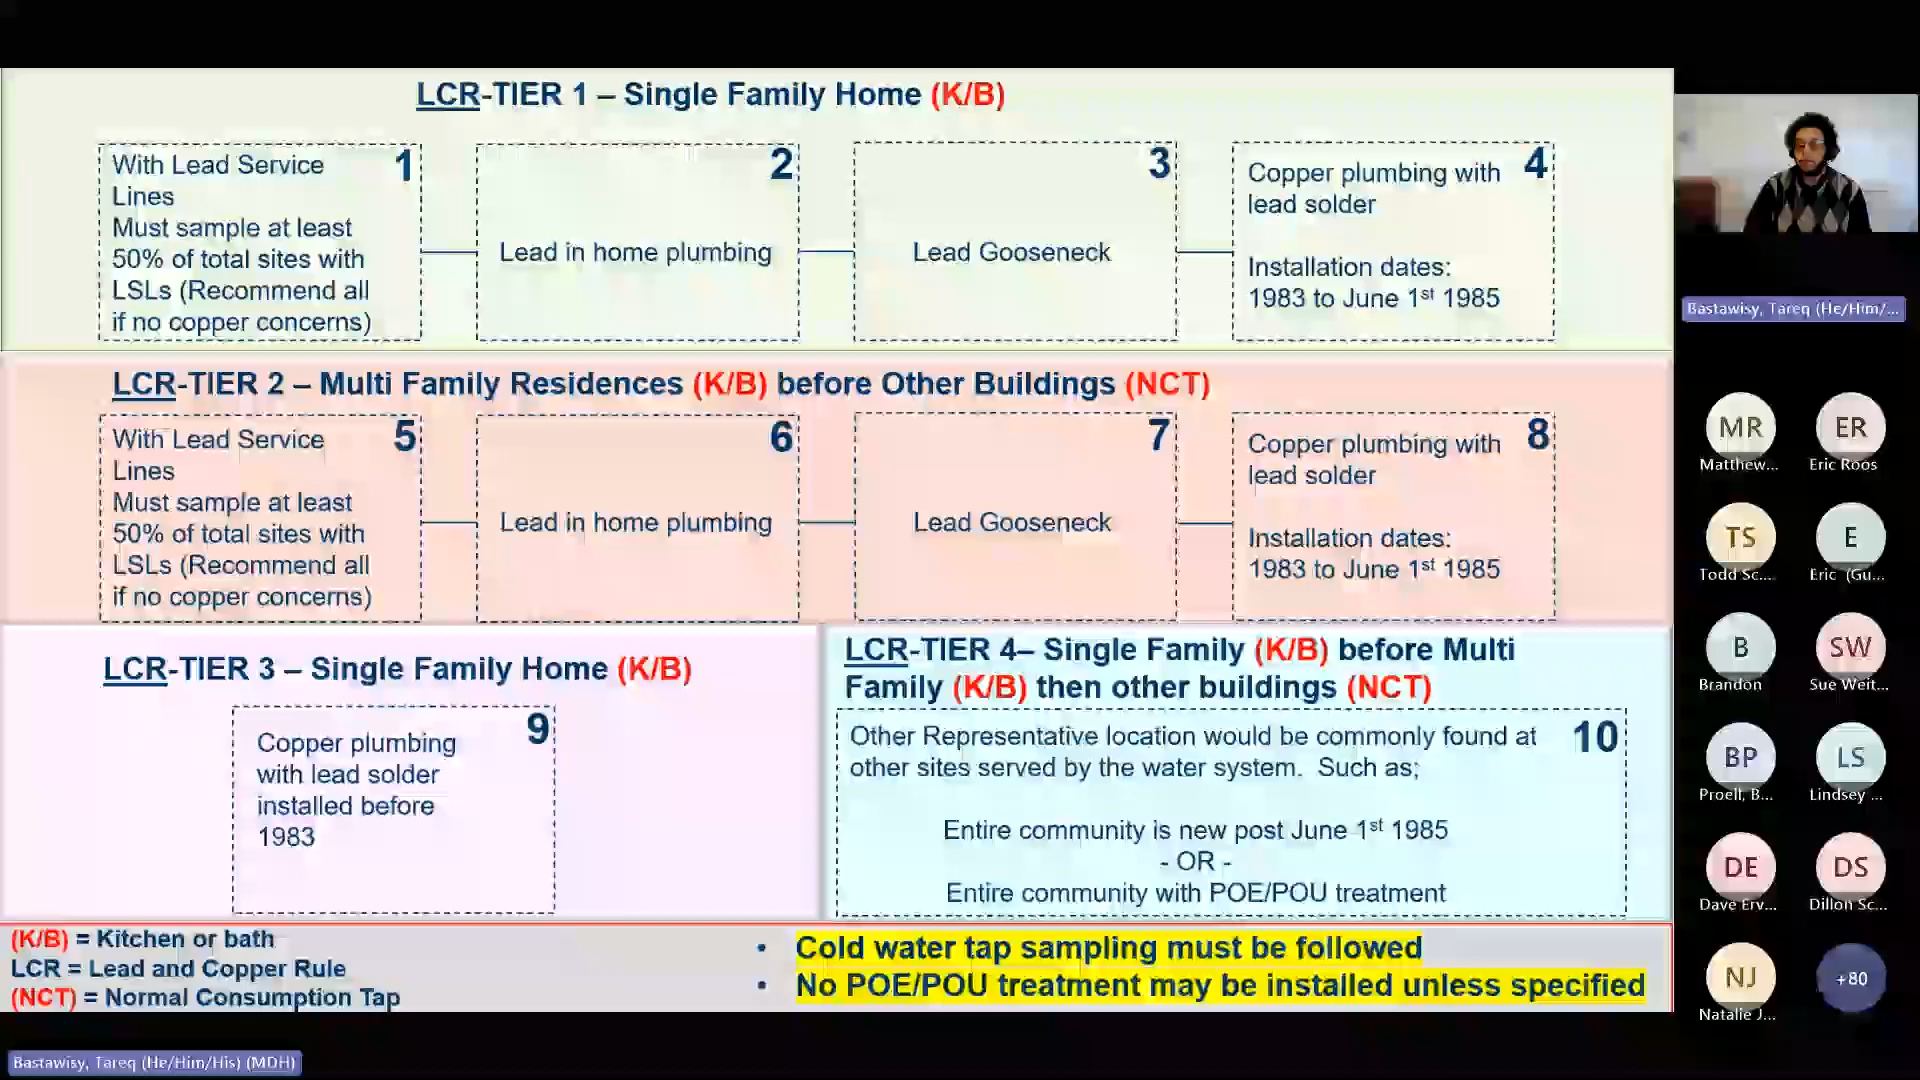 LCR-TIER 1 – Single Family Home (K/B)
1
With Lead Service
Lines
Must sample at least
50% of total sites with
LSLs (Recommend all
if no copper concerns)
2
Lead in home plumbing
3
Lead Gooseneck
4
Copper plumbing with
lead solder
Installation dates:
1983 to June 1st 1985
LCR-TIER 2 – Multi Family Residences (K/B) before Other Buildings (NCT)
5
With Lead Service
Lines
Must sample at least
50% of total sites with
LSLs (Recommend all
if no copper concerns)
6
Lead in home plumbing
7
Lead Gooseneck
8
Copper plumbing with
lead solder
Installation dates:
1983 to June 1st 1985
LCR-TIER 3 – Single Family Home (K/B)
9
Copper plumbing
with lead solder
installed before
1983
LCR-TIER 4– Single Family (K/B) before Multi
Family (K/B) then other buildings (NCT)
10
Other Representative location would be commonly found at
other sites served by the water system. Such as;
Entire community is new post June 1st 1985
- OR -
Entire community with POE/POU treatment
(K/B) = Kitchen or bath
LCR = Lead and Copper Rule
(NCT) = Normal Consumption Tap
• Cold water tap sampling must be followed
• No POE/POU treatment may be installed unless specified
Bastawisy, Tareq (He/Him/His) (MDH)
Bastawisy, Tareq (He/Him/...
MR
Matthew...
ER
Eric Roos
TS
Todd Sc...
E
Eric (Gu...
B
Brandon
SW
Sue Weit...
BP
Proell, B...
LS
Lindsey ...
DE
Dave Erv...
DS
Dillon Sc...
NJ
Natalie J...
+80